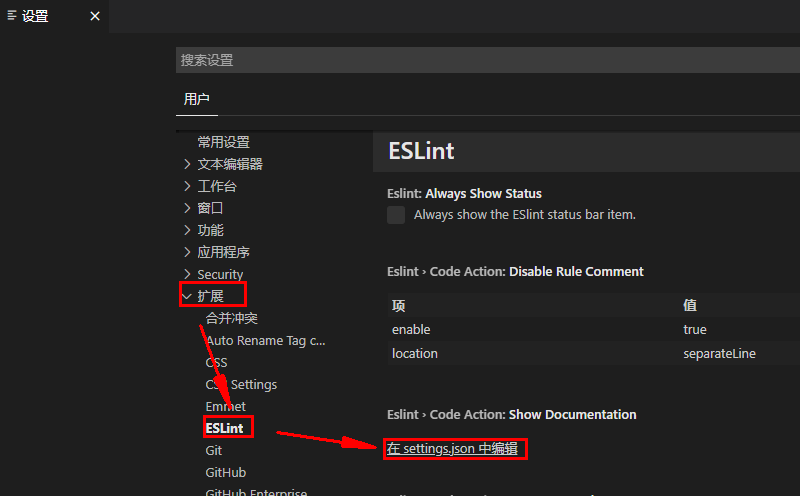 设置
搜索设置
用户
常用设置
文本编辑器
工作台
窗口
功能
应用程序
Security
扩展
合并冲突
Auto Rename Tag c...
CSS
CSS Settings
Emmet
ESLint
Git
GitHub
GitHub Enterprise
ESLint
Eslint: Always Show Status
Always show the ESlint status bar item.
Eslint › Code Action: Disable Rule Comment
项 值
enable true
location separateLine
Eslint › Code Action: Show Documentation
在 settings.json 中编辑